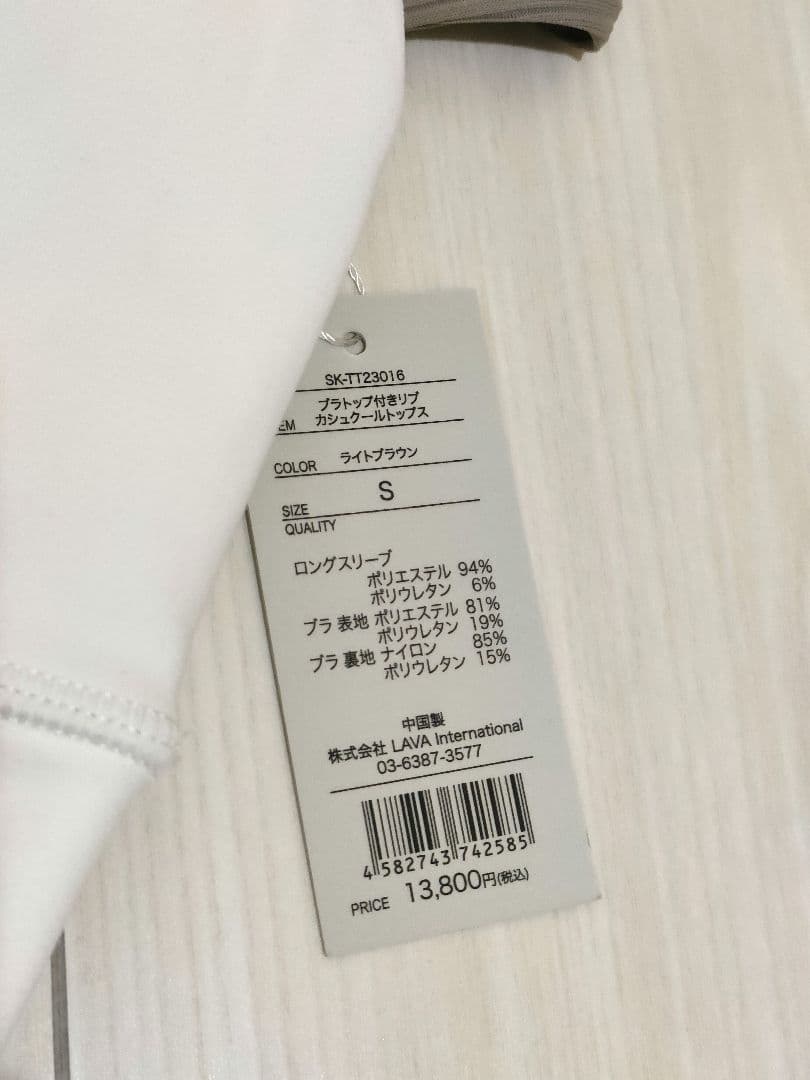 SK-TT23016
EM ブラトップ付きリブ
カシュクールトップス
COLOR ライトブラウン
SIZE S
QUALITY
ロングスリーブ
ポリエステル 94%
ポリウレタン 6%
ブラ 表地 ポリエステル 81%
ポリウレタン 19%
ブラ 裏地 ナイロン 85%
ポリウレタン 15%
中国製
株式会社 LAVA International
03-6387-3577
4582743742585
PRICE 13,800円(税込)